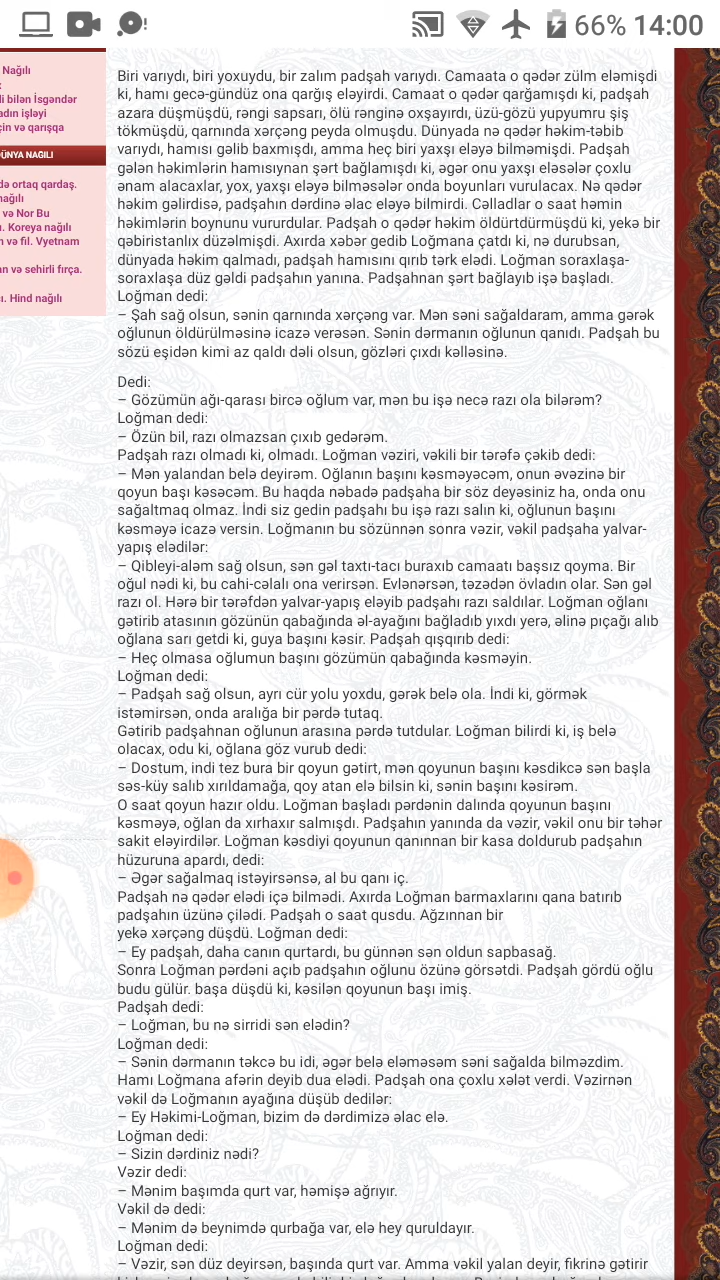 66% 14:00
Nağılı
di bilən İsgəndər
adın işləyi
çin və qarışqa
ÜNYA NAGILI
də ortaq qardaş.
nağılı
və Nor Bu
ı. Koreya nağılı
n və fil. Vyetnam
an və sehirli fırça.
ı. Hind nağılı
Biri varıydı, biri yoxuydu, bir zalım padşah varıydı. Camaata o qədər zülm eləmişdi
ki, hamı gecə-gündüz ona qarğış eləyirdi. Camaat o qədər qarğamışdı ki, padşah
azara düşmüşdü, rəngi sapsarı, ölü rənginə oxşayırdı, üzü-gözü yupyumru şiş
tökmüşdü, qarnında xərçəng peyda olmuşdu. Dünyada nə qədər həkim-təbib
varıydı, hamısı gəlib baxmışdı, amma heç biri yaxşı eləyə bilməmişdi. Padşah
gələn həkimlərin hamısıynan şərt bağlamışdı ki, əgər onu yaxşı eləsələr çoxlu
ənam alacaxlar, yox, yaxşı eləyə bilməsələr onda boyunları vurulacax. Nə qədər
həkim gəlirdisə, padşahın dərdinə əlac eləyə bilmirdi. Cəlladlar o saat həmin
həkimlərin boynunu vururdular. Padşah o qədər həkim öldürtdürmüşdü ki, yekə bir
qəbiristanlıx düzəlmişdi. Axırda xəbər gedib Loğmana çatdı ki, nə durubsan,
dünyada həkim qalmadı, padşah hamısını qırıb tərk elədi. Loğman soraxlaşa-
soraxlaşa düz gəldi padşahın yanına. Padşahnan şərt bağlayıb işə başladı.
Loğman dedi:
– Şah sağ olsun, sənin qarnında xərçəng var. Mən səni sağaldaram, amma gərək
oğlunun öldürülməsinə icazə verəsən. Sənin dərmanın oğlunun qanıdı. Padşah bu
sözü eşidən kimi az qaldı dəli olsun, gözləri çıxdı kəlləsinə.
Dedi:
– Gözümün ağı-qarası bircə oğlum var, mən bu işə necə razı ola bilərəm?
Loğman dedi:
– Özün bil, razı olmazsan çıxıb gedərəm.
Padşah razı olmadı ki, olmadı. Loğman vəziri, vəkili bir tərəfə çəkib dedi:
– Mən yalandan belə deyirəm. Oğlanın başını kəsməyəcəm, onun əvəzinə bir
qoyun başı kəsəcəm. Bu haqda nəbadə padşaha bir söz deyəsiniz ha, onda onu
sağaltmaq olmaz. İndi siz gedin padşahı bu işə razı salın ki, oğlunun başını
kəsməyə icazə versin. Loğmanın bu sözünnən sonra vəzir, vəkil padşaha yalvar-
yapış elədilər:
– Qibleyi-aləm sağ olsun, sən gəl taxtı-tacı buraxıb camaatı başsız qoyma. Bir
oğul nədi ki, bu cahi-cəlalı ona verirsən. Evlənərsən, təzədən övladın olar. Sən gəl
razı ol. Hərə bir tərəfdən yalvar-yapış eləyib padşahı razı saldılar. Loğman oğlanı
gətirib atasının gözünün qabağında əl-ayağını bağladıb yıxdı yerə, əlinə pıçağı alıb
oğlana sarı getdi ki, guya başını kəsir. Padşah qışqırıb dedi:
– Heç olmasa oğlumun başını gözümün qabağında kəsməyin.
Loğman dedi:
– Padşah sağ olsun, ayrı cür yolu yoxdu, gərək belə ola. İndi ki, görmək
istəmirsən, onda aralığa bir pərdə tutaq.
Gətirib padşahnan oğlunun arasına pərdə tutdular. Loğman bilirdi ki, iş belə
olacax, odu ki, oğlana göz vurub dedi:
– Dostum, indi tez bura bir qoyun gətirt, mən qoyunun başını kəsdikcə sən başla
səs-küy salıb xırıldamağa, qoy atan elə bilsin ki, sənin başını kəsirəm.
O saat qoyun hazır oldu. Loğman başladı pərdənin dalında qoyunun başını
kəsməyə, oğlan da xırhaxır salmışdı. Padşahın yanında da vəzir, vəkil onu bir təhər
sakit eləyirdilər. Loğman kəsdiyi qoyunun qanınnan bir kasa doldurub padşahın
hüzuruna apardı, dedi:
– Əgər sağalmaq istəyirsənsə, al bu qanı iç.
Padşah nə qədər elədi içə bilmədi. Axırda Loğman barmaxlarını qana batırıb
padşahın üzünə çilədi. Padşah o saat qusdu. Ağzınnan bir
yekə xərçəng düşdü. Loğman dedi:
– Ey padşah, daha canın qurtardı, bu günnən sən oldun sapbasağ.
Sonra Loğman pərdəni açıb padşahın oğlunu özünə görsətdi. Padşah gördü oğlu
budu gülür. başa düşdü ki, kəsilən qoyunun başı imiş.
Padşah dedi:
– Loğman, bu nə sirridi sən elədin?
Loğman dedi:
– Sənin dərmanın təkcə bu idi, əgər belə eləməsəm səni sağalda bilməzdim.
Hamı Loğmana afərin deyib dua elədi. Padşah ona çoxlu xələt verdi. Vəzirnən
vəkil də Loğmanın ayağına düşüb dedilər:
– Ey Həkimi-Loğman, bizim də dərdimizə əlac elə.
Loğman dedi:
– Sizin dərdiniz nədi?
Vəzir dedi:
– Mənim başımda qurt var, həmişə ağrıyır.
Vəkil də dedi:
– Mənim də beynimdə qurbağa var, elə hey quruldayır.
Loğman dedi:
– Vəzir, sən düz deyirsən, başında qurt var. Amma vəkil yalan deyir, fikrinə gətirir